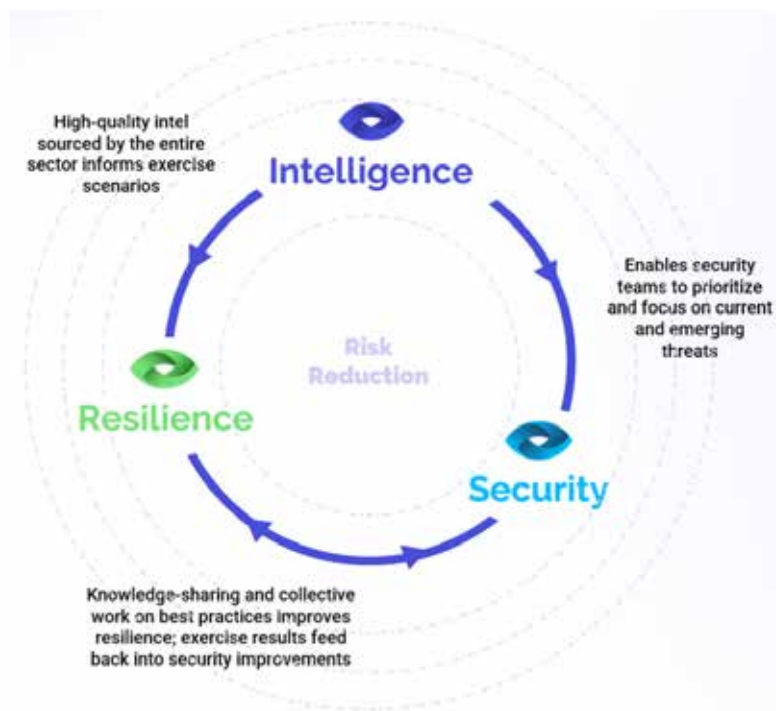 High-quality intel
sourced by the entire
sector informs exercise
scenarios
Intelligence
Enables security
teams to prioritize
and focus on current
and emerging
threats
Risk
Reduction
Resilience
Security
Knowledge-sharing and collective
work on best practices improves
resilience; exercise results feed
back into security improvements